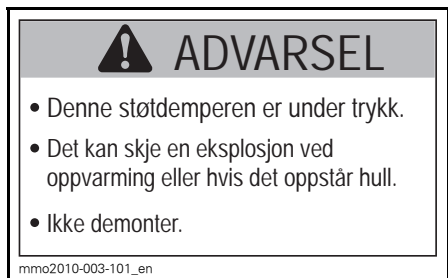 ADVARSEL
• Denne støtdemperen er under trykk.
• Det kan skje en eksplosjon ved
oppvarming eller hvis det oppstår hull.
• Ikke demonter.
mmo2010-003-101_en